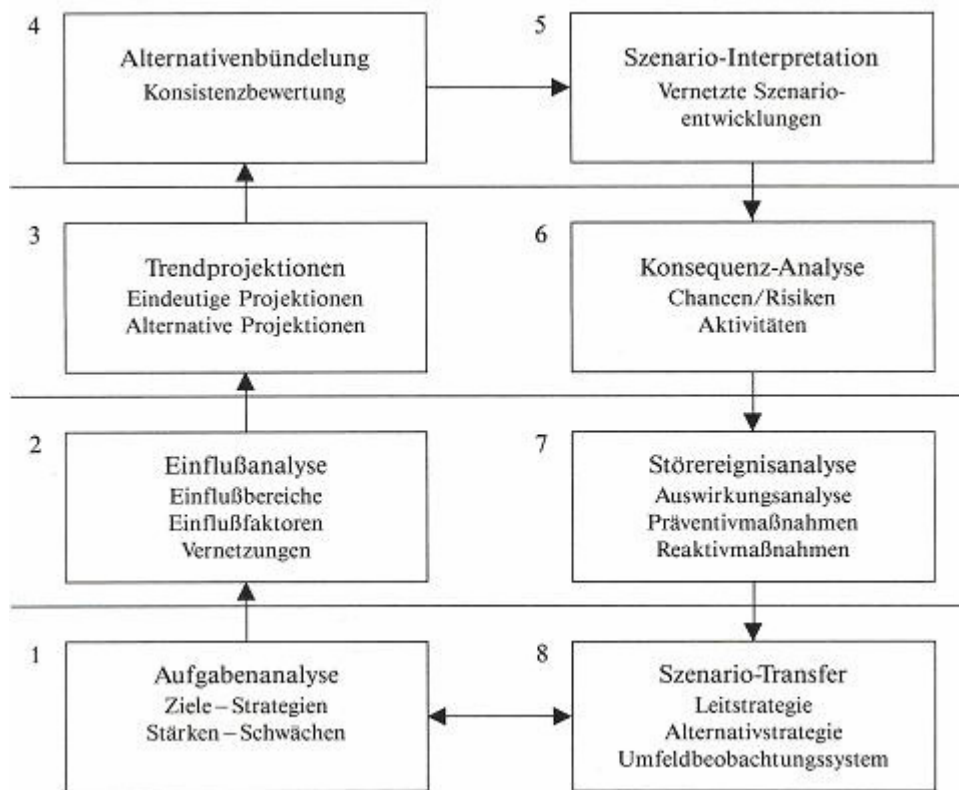 4
Alternativenbündelung
Konsistenzbewertung
5
Szenario-Interpretation
Vernetzte Szenario-
entwicklungen
3
Trendprojektionen
Eindeutige Projektionen
Alternative Projektionen
6
Konsequenz-Analyse
Chancen/Risiken
Aktivitäten
2
Einflußanalyse
Einflußbereiche
Einflußfaktoren
Vernetzungen
7
Störereignisanalyse
Auswirkungsanalyse
Präventivmaßnahmen
Reaktivmaßnahmen
1
Aufgabenanalyse
Ziele – Strategien
Stärken – Schwächen
8
Szenario-Transfer
Leitstrategie
Alternativstrategie
Umfeldbeobachtungssystem